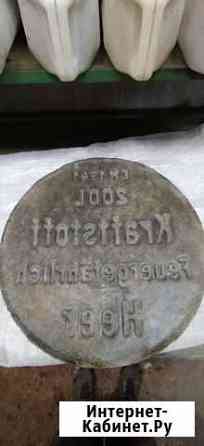 200L
Kraftstoff
Feuergefährlich
Heer
Интернет-
Кабинет.Ру